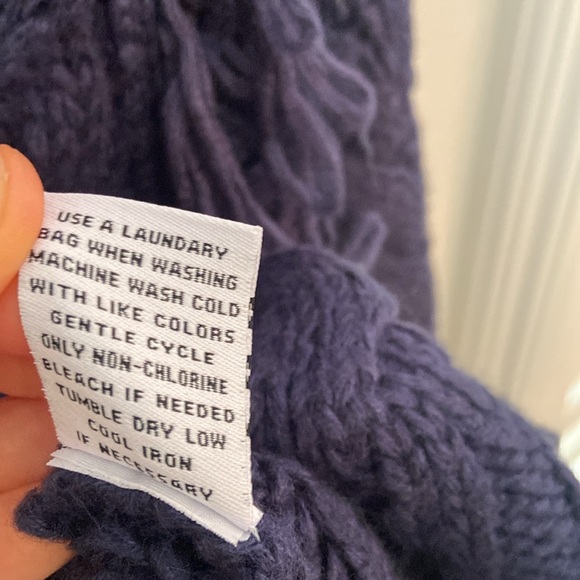 USE A LAUNDARY
BAG WHEN WASHING
MACHINE WASH COLD
WITH LIKE COLORS
GENTLE CYCLE
ONLY NON-CHLORINE
BLEACH IF NEEDED
TUMBLE DRY LOW
COOL IRON
IF NECESSARY